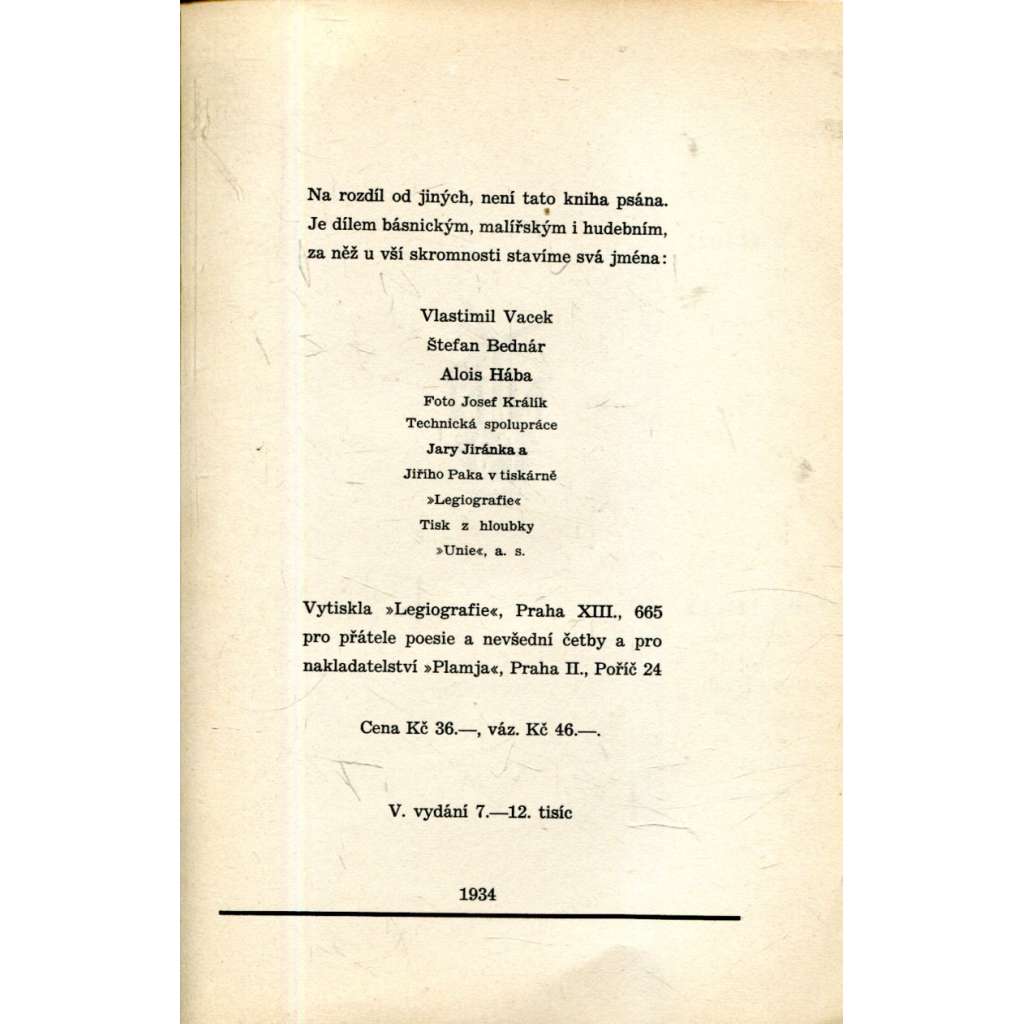 Na rozdíl od jiných, není tato kniha psána.
Je dílem básnickým, malířským i hudebním,
za něž u vší skromnosti stavíme svá jména:
Vlastimil Vacek
Štefan Bednár
Alois Hába
Foto Josef Králík
Technická spolupráce
Jary Jiránka a
Jiřího Paka v tiskárně
»Legiografie«
Tisk z hloubky
»Unie«, a. s.
Vytiskla »Legiografie«, Praha XIII., 665
pro přátele poesie a nevšední četby a pro
nakladatelství »Plamja«, Praha II., Poříč 24
Cena Kč 36.—, váz. Kč 46.—.
V. vydání 7.—12. tisíc
1934